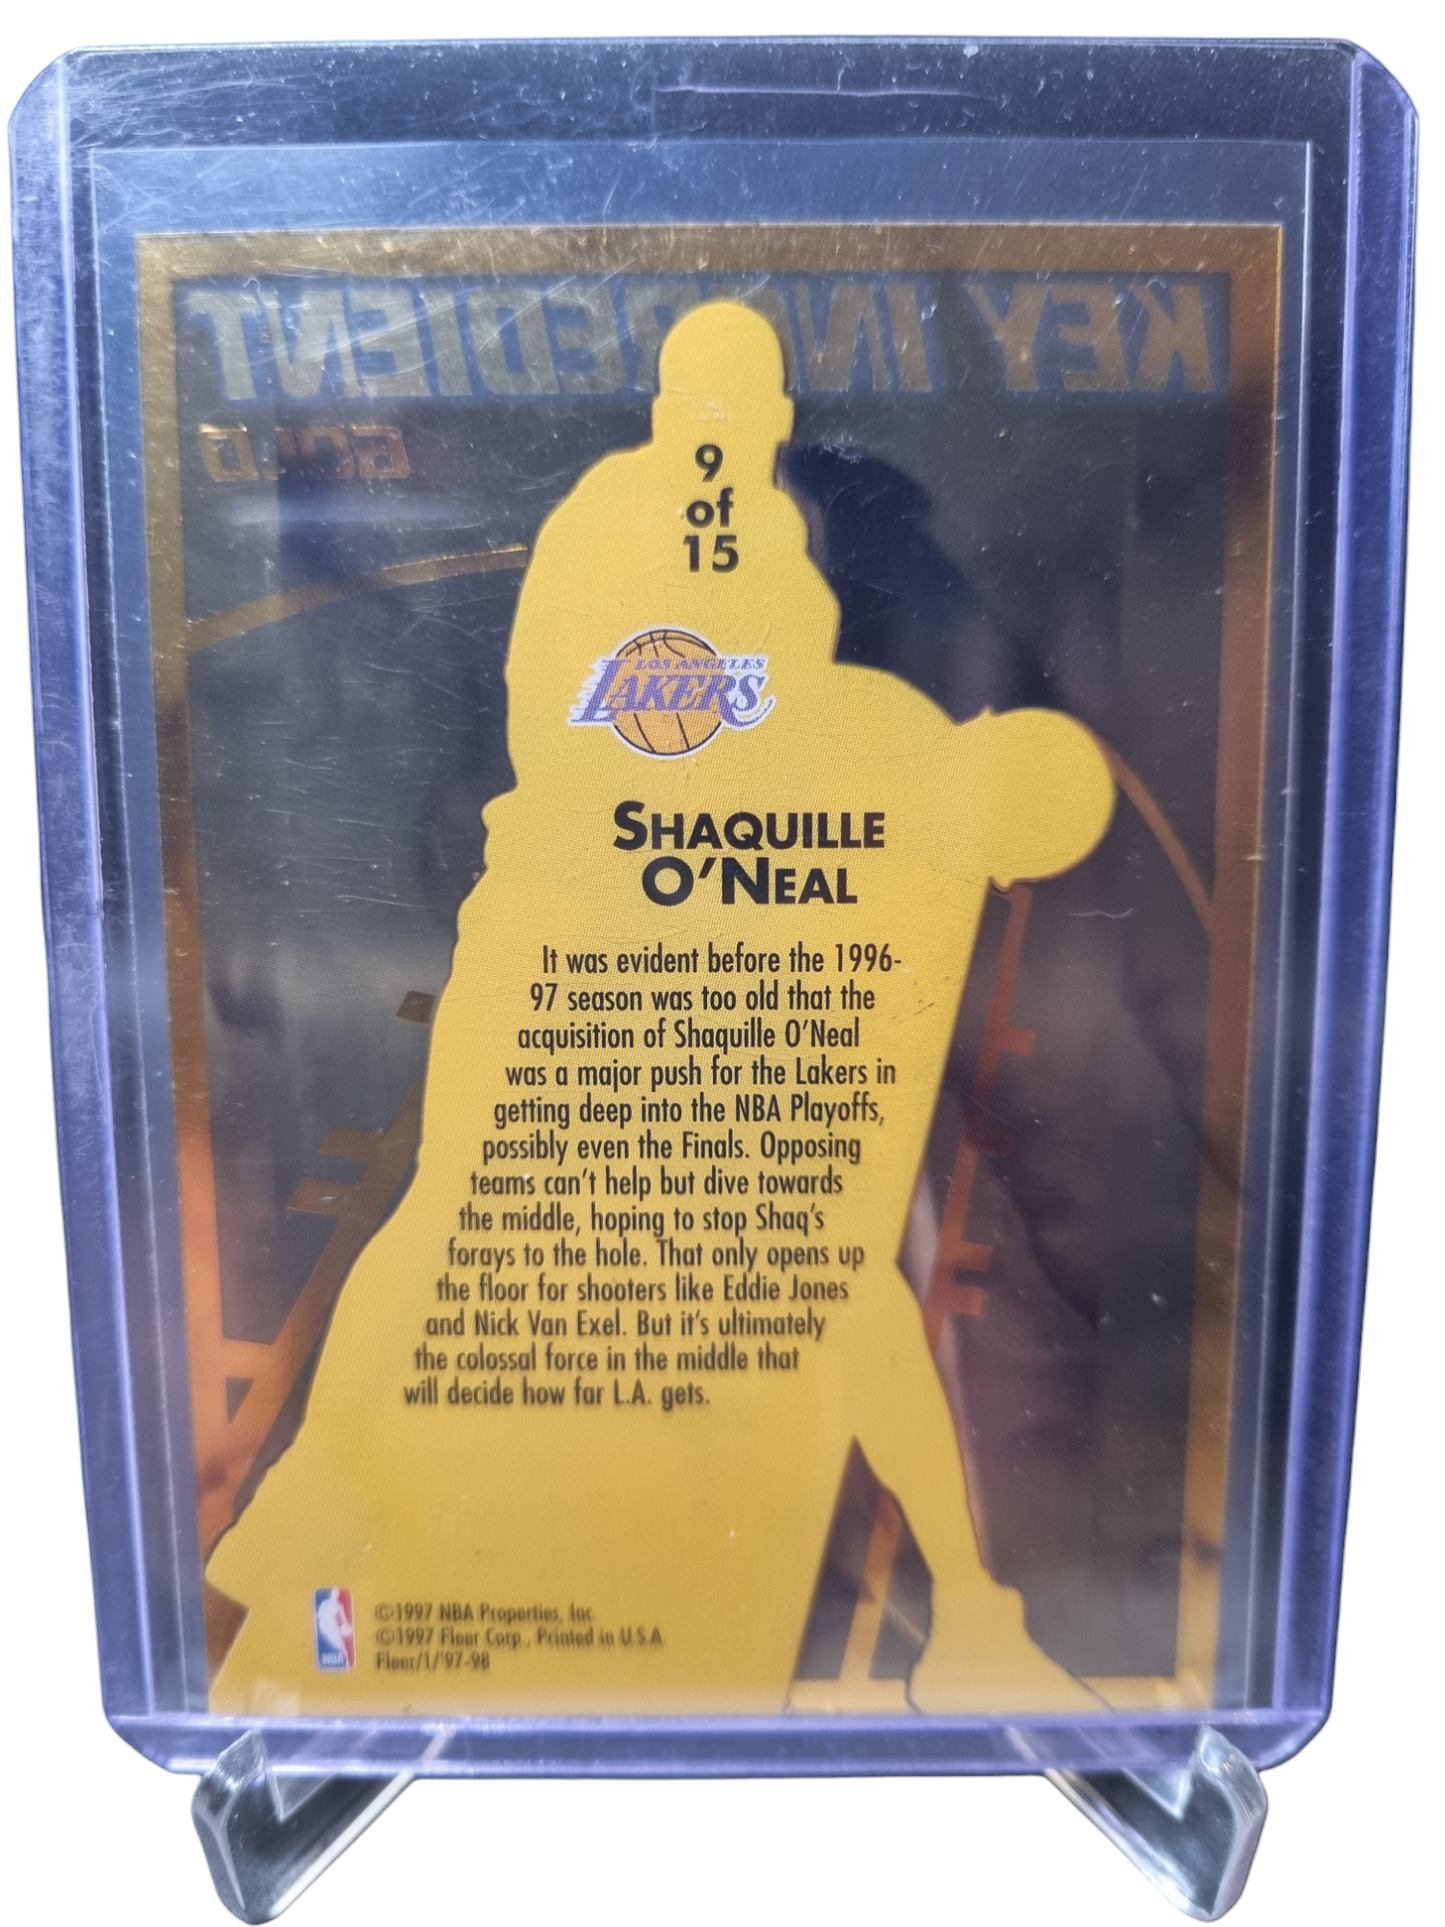 KEY INGREDIENT
GOLD
9
of
15
LOS ANGELES
LAKERS
SHAQUILLE
O'NEAL
It was evident before the 1996-
97 season was too old that the
acquisition of Shaquille O'Neal
was a major push for the Lakers in
getting deep into the NBA Playoffs,
possibly even the Finals. Opposing
teams can't help but dive towards
the middle, hoping to stop Shaq's
forays to the hole. That only opens up
the floor for shooters like Eddie Jones
and Nick Van Exel. But it's ultimately
the colossal force in the middle that
will decide how far L.A. gets.
NBA
©1997 NBA Properties, Inc.
©1997 Fleer Corp., Printed in U.S.A.
Fleer/1/'97-98